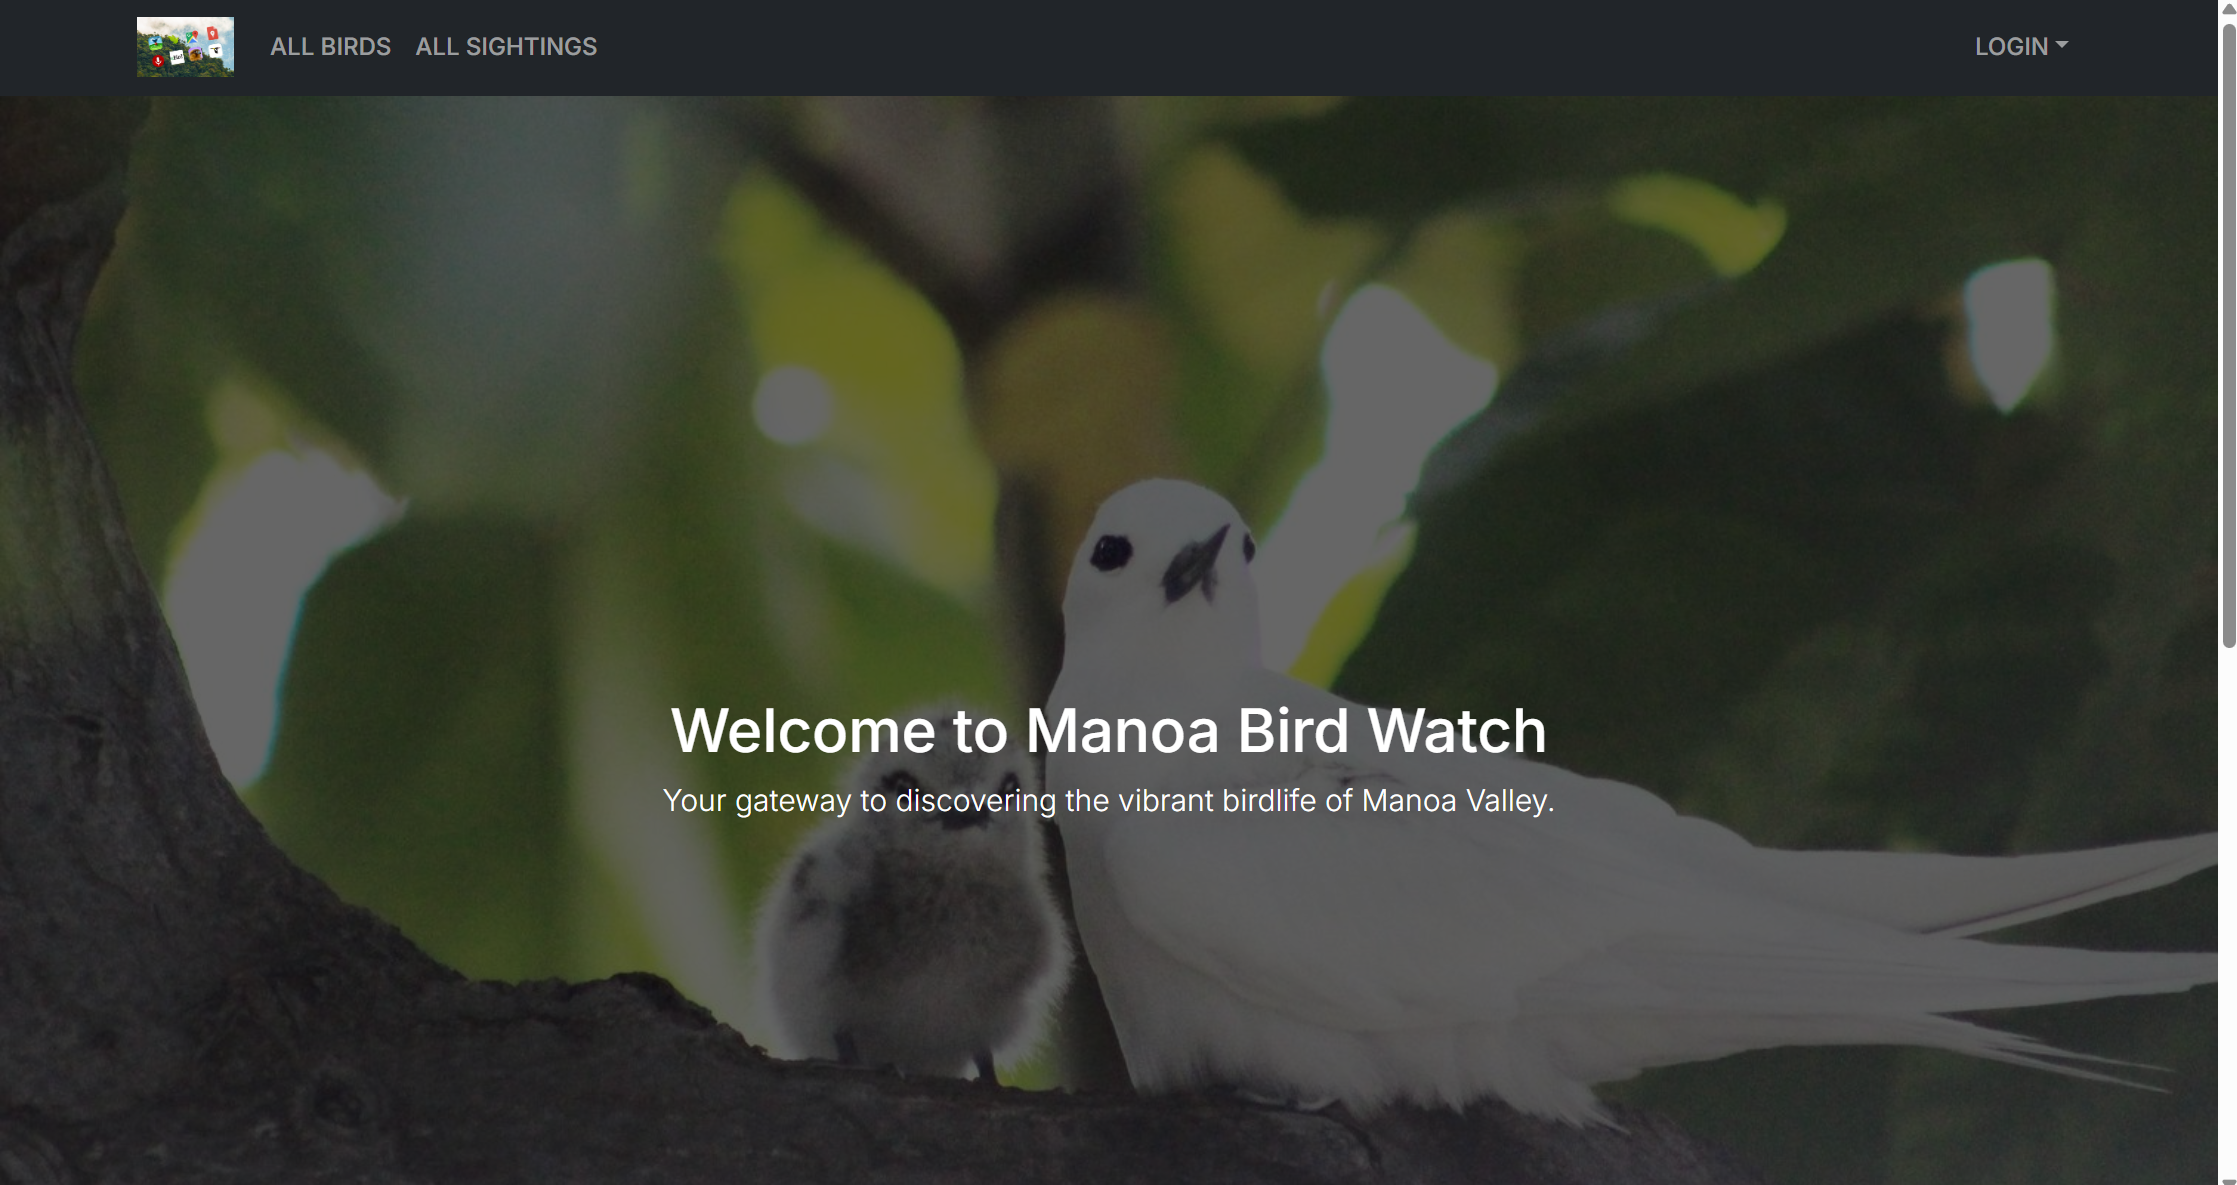 ALL BIRDS
ALL SIGHTINGS
LOGIN
Welcome to Manoa Bird Watch
Your gateway to discovering the vibrant birdlife of Manoa Valley.